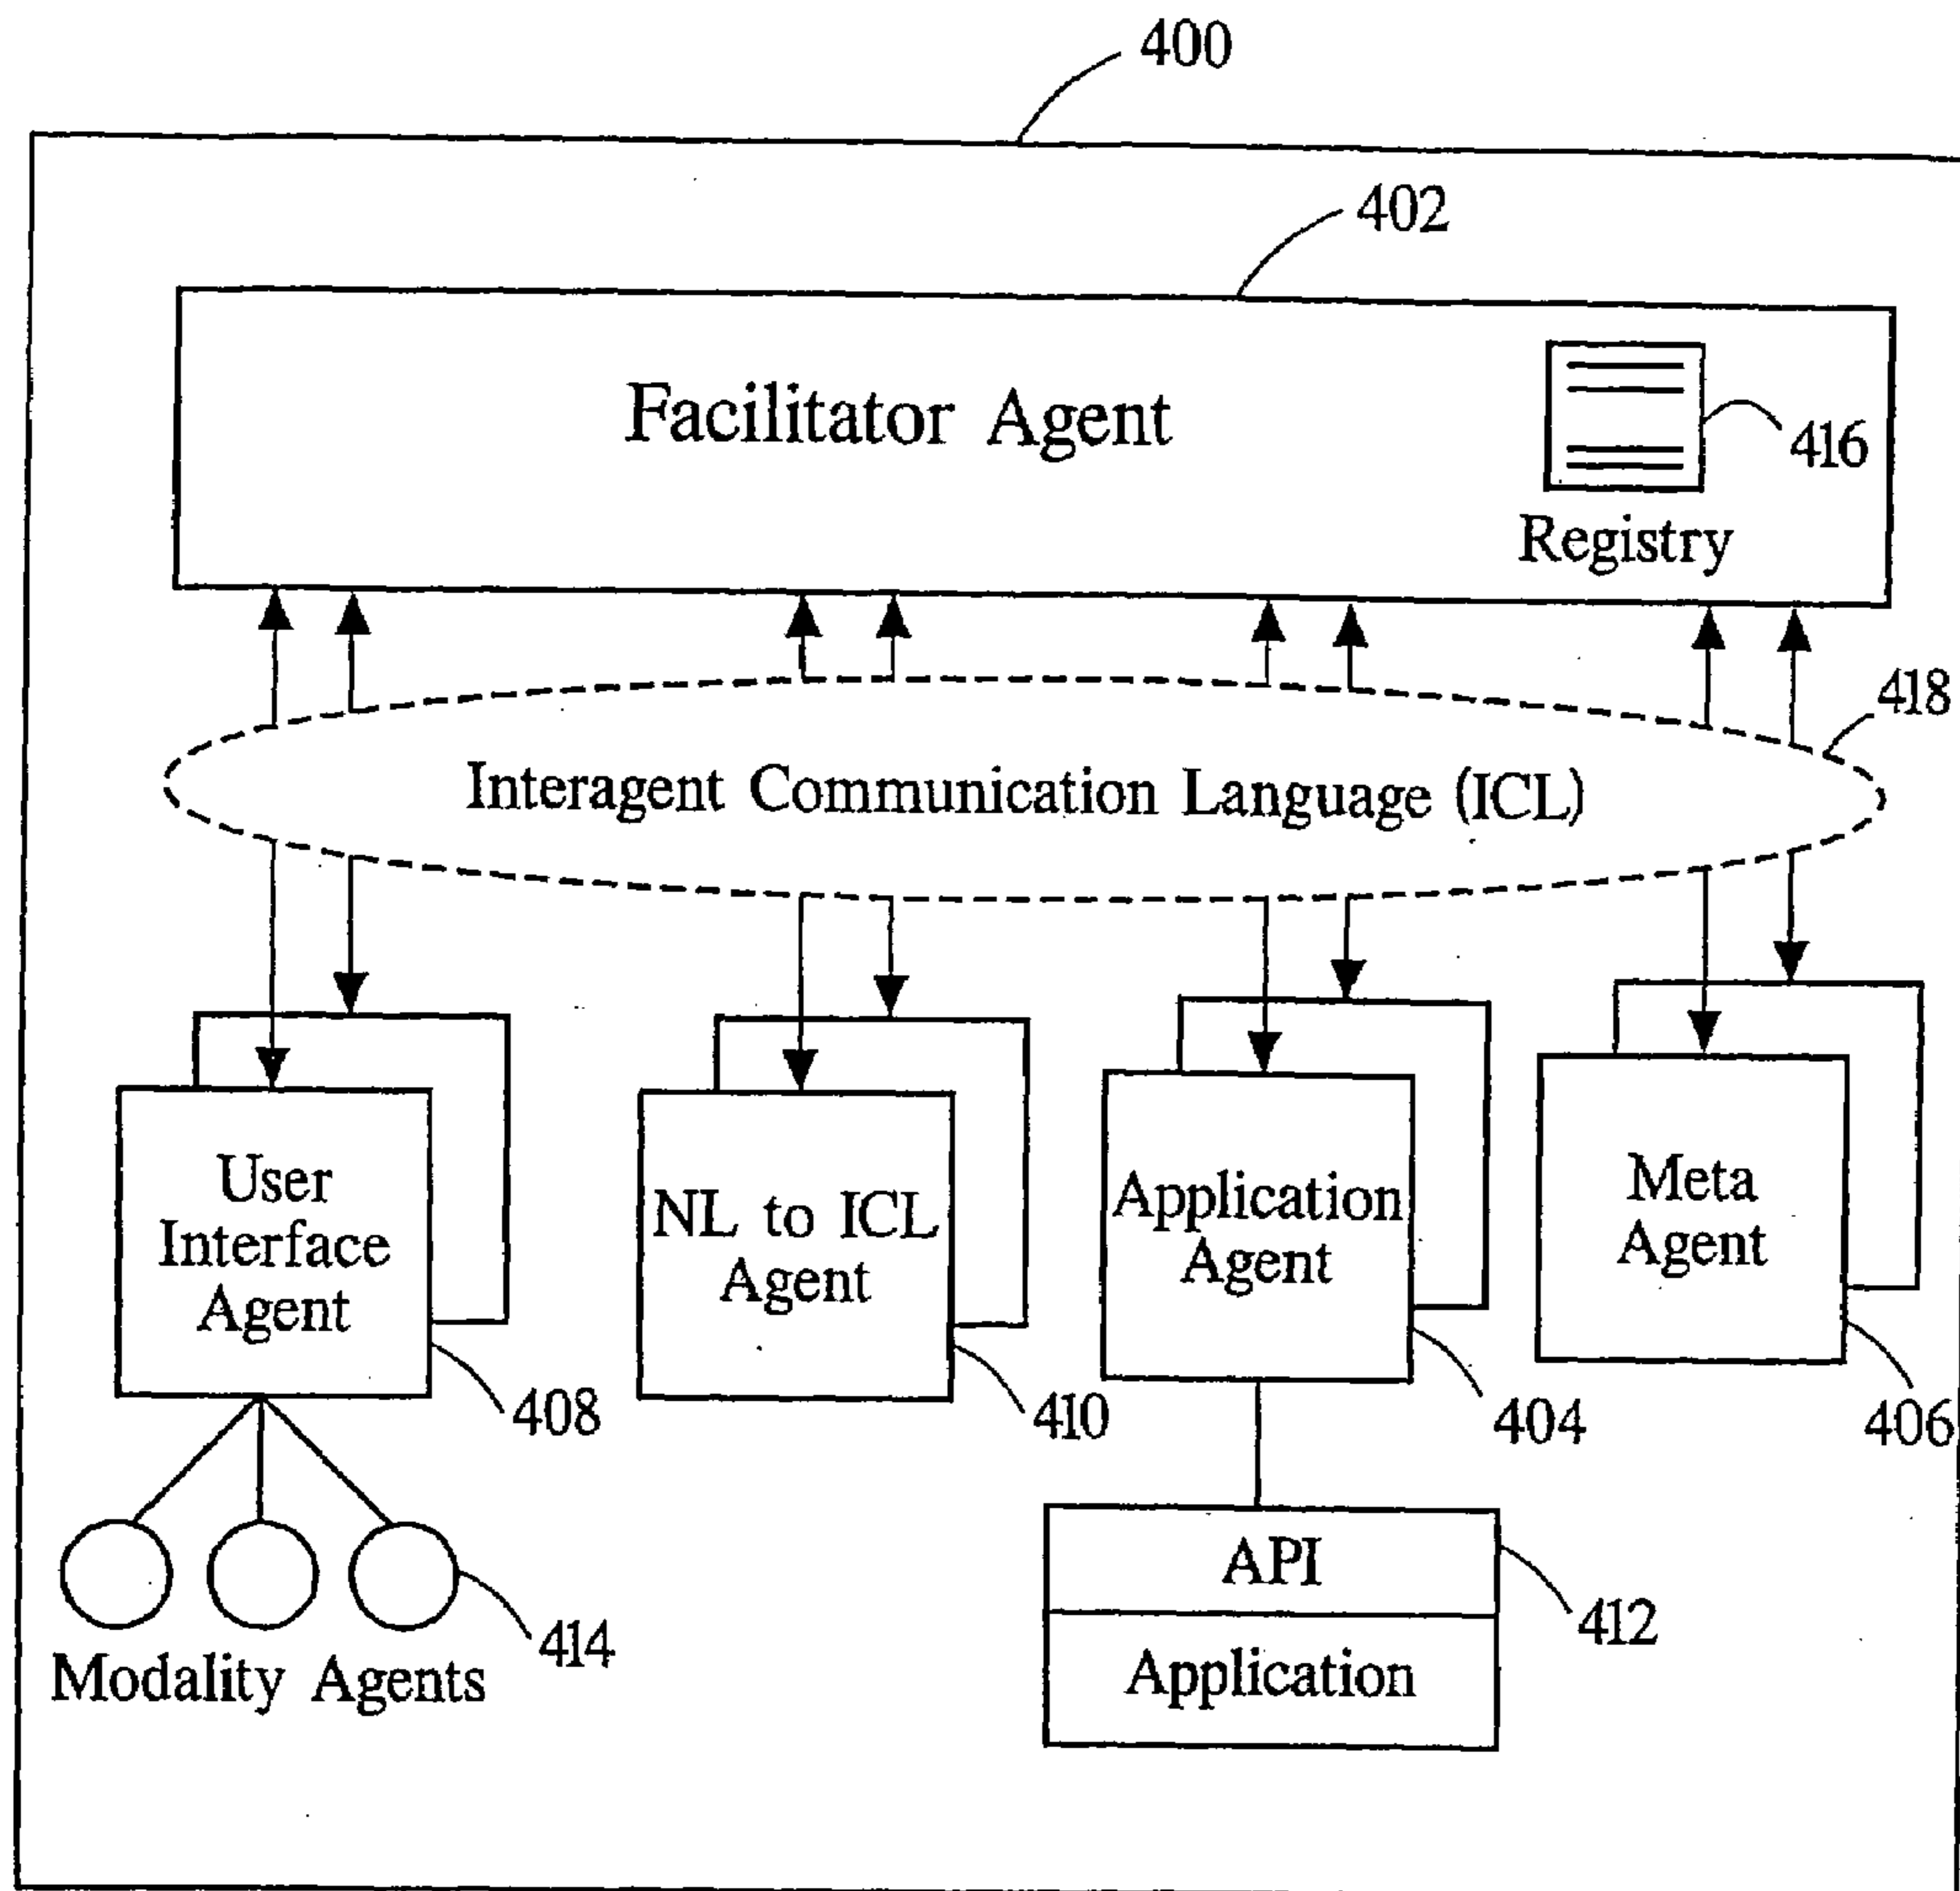 400
402
Facilitator Agent
416
Registry
418
Interagent Communication Language (ICL)
User
Interface
Agent
408
NL to ICL
Agent
410
Application
Agent
404
Meta
Agent
406
414
Modality Agents
API
412
Application